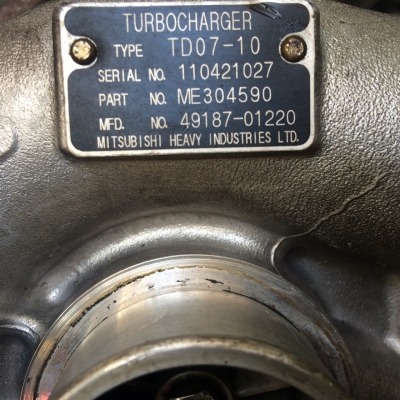 TURBOCHARGER
TYPE TD07-10
SERIAL NO. 110421027
PART NO. ME304590
MFD. NO. 49187-01220
MITSUBISHI HEAVY INDUSTRIES LTD.